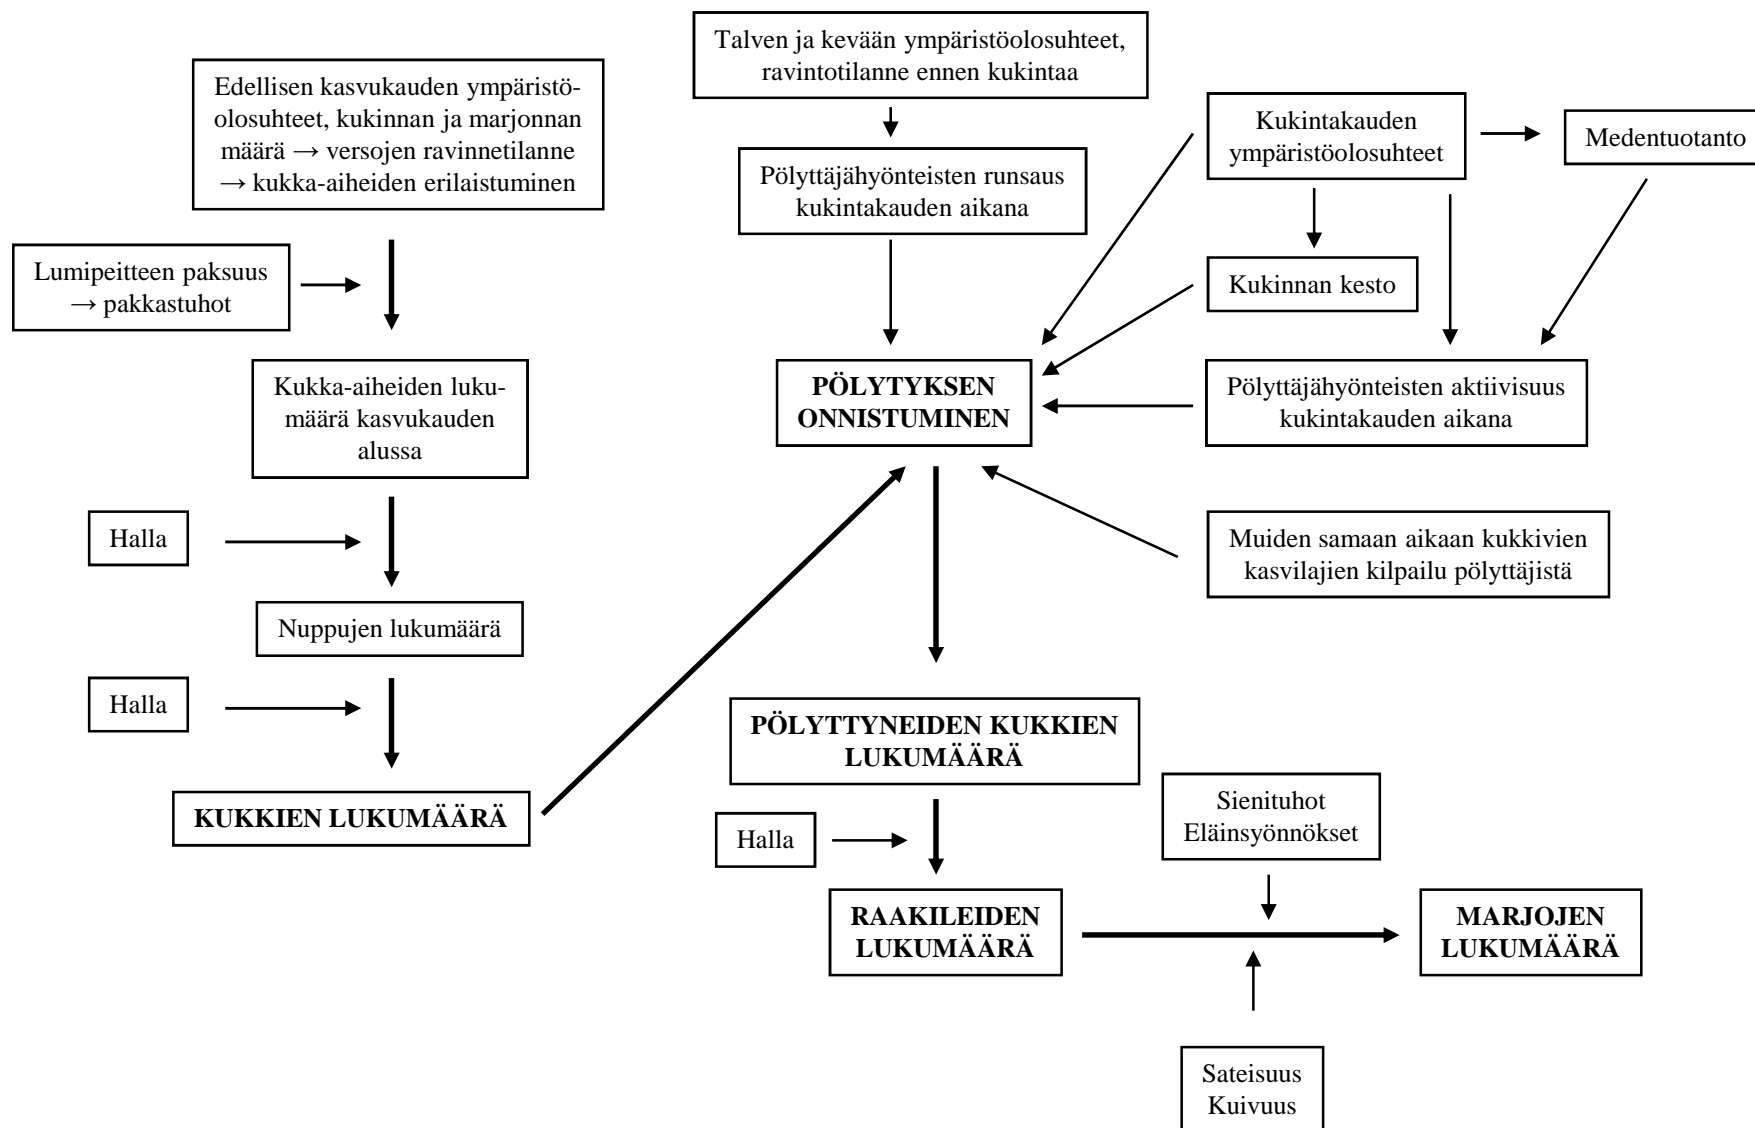 Talven ja kevään ympäristöolosuhteet,
ravintotilanne ennen kukintaa
Edellisen kasvukauden ympäristö-
olosuhteet, kukinnan ja marjonnan
määrä → versojen ravinnetilanne
→ kukka-aiheiden erilaistuminen
Kukintakauden
ympäristöolosuhteet
Medentuotanto
Pölyttäjähyönteisten runsaus
kukintakauden aikana
Lumipeitteen paksuus
→ pakkastuhot
Kukinnan kesto
Kukka-aiheiden luku-
määrä kasvukauden
alussa
PÖLYTYKSEN
ONNISTUMINEN
Pölyttäjähyönteisten aktiivisuus
kukintakauden aikana
Halla
Muiden samaan aikaan kukkivien
kasvilajien kilpailu pölyttäjistä
Nuppujen lukumäärä
Halla
PÖLYTTYNEIDEN KUKKIEN
LUKUMÄÄRÄ
KUKKIEN LUKUMÄÄRÄ
Sienituhot
Eläinsyönnökset
Halla
RAAKILEIDEN
LUKUMÄÄRÄ
MARJOJEN
LUKUMÄÄRÄ
Sateisuus
Kuivuus